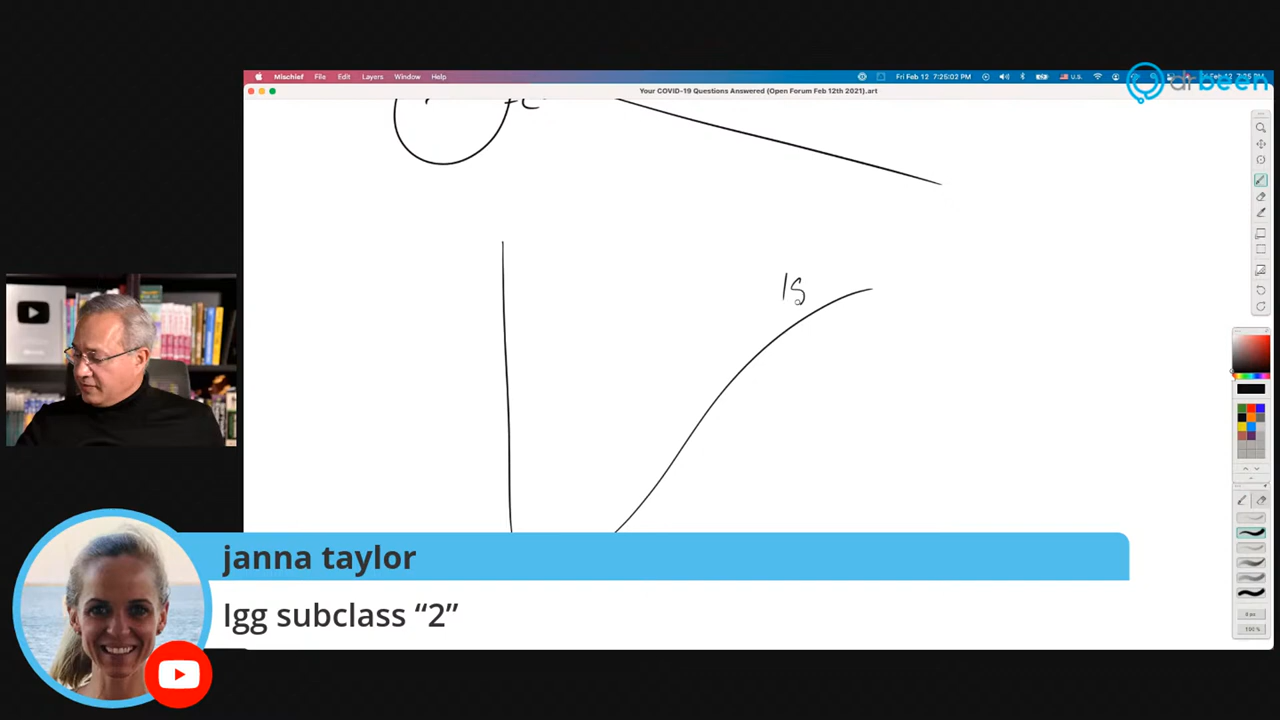 Mischief File Edit Layers Window Help
Fri Feb 12 7:25:02 PM
U.S.
drbeen
Your COVID-19 Questions Answered (Open Forum Feb 12th 2021).art
janna taylor
Igg subclass “2”